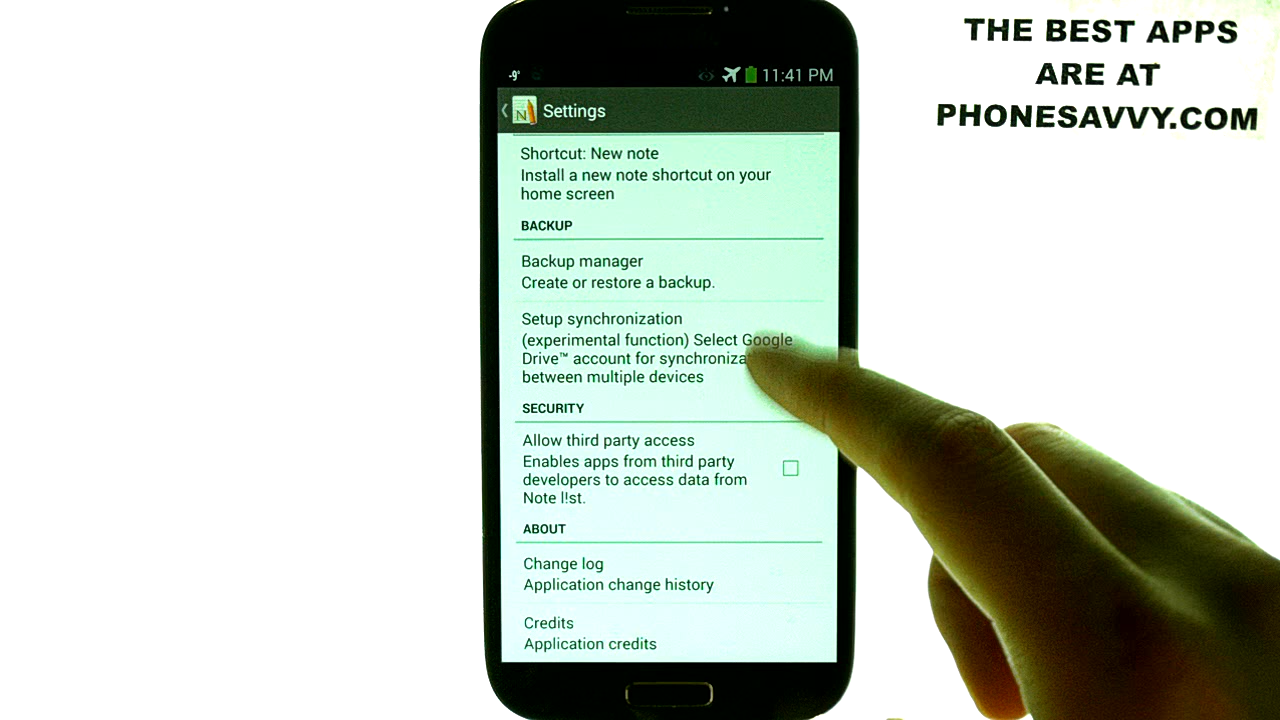 THE BEST APPS
ARE AT
PHONESAVVY.COM
-9°
11:41 PM
N
Settings
Shortcut: New note
Install a new note shortcut on your
home screen
BACKUP
Backup manager
Create or restore a backup.
Setup synchronization
(experimental function) Select Google
Drive™ account for synchroniza
between multiple devices
SECURITY
Allow third party access
Enables apps from third party
developers to access data from
Note l!st.
ABOUT
Change log
Application change history
Credits
Application credits